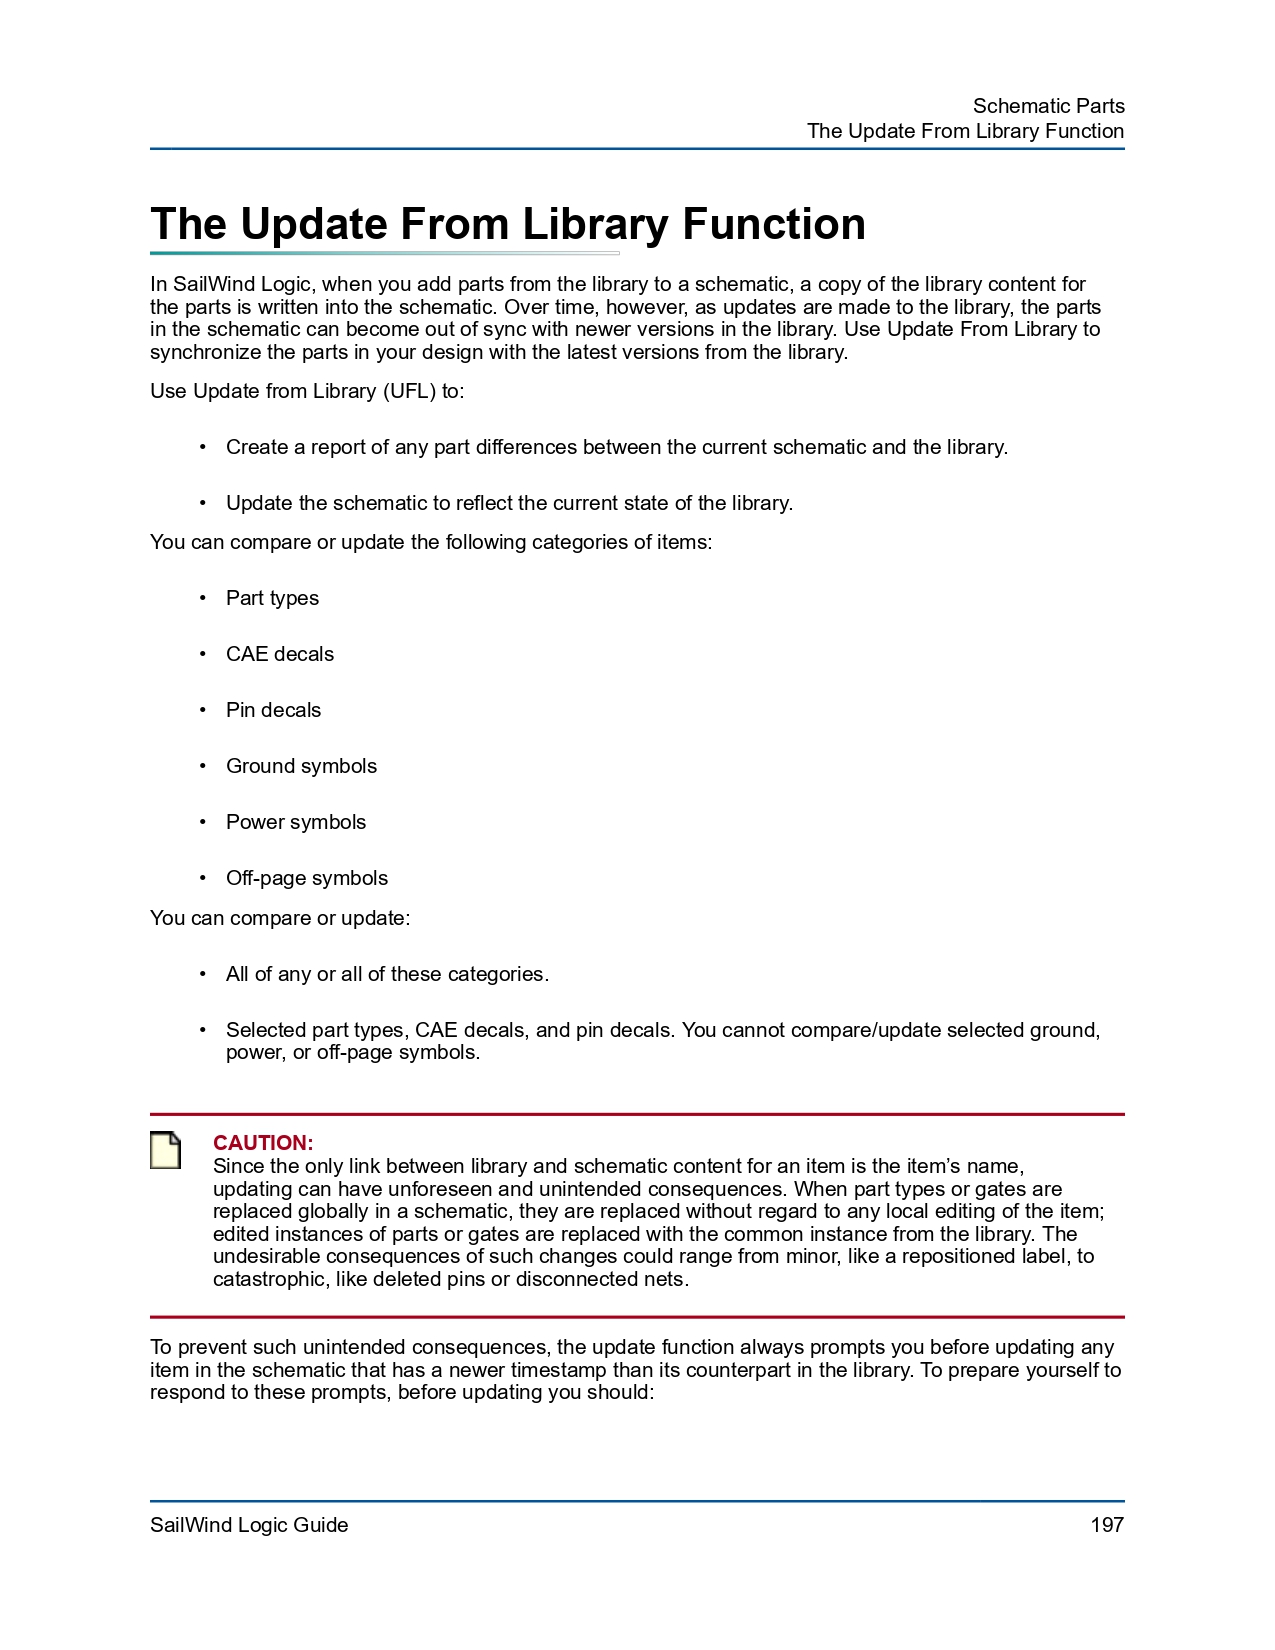 Schematic Parts
The Update From Library Function
The Update From Library Function
In SailWind Logic, when you add parts from the library to a schematic, a copy of the library content for
the parts is written into the schematic. Over time, however, as updates are made to the library, the parts
in the schematic can become out of sync with newer versions in the library. Use Update From Library to
synchronize the parts in your design with the latest versions from the library.
Use Update from Library (UFL) to:
• Create a report of any part differences between the current schematic and the library.
• Update the schematic to reflect the current state of the library.
You can compare or update the following categories of items:
• Part types
• CAE decals
• Pin decals
• Ground symbols
• Power symbols
• Off-page symbols
You can compare or update:
• All of any or all of these categories.
• Selected part types, CAE decals, and pin decals. You cannot compare/update selected ground,
power, or off-page symbols.
CAUTION:
Since the only link between library and schematic content for an item is the item’s name,
updating can have unforeseen and unintended consequences. When part types or gates are
replaced globally in a schematic, they are replaced without regard to any local editing of the item;
edited instances of parts or gates are replaced with the common instance from the library. The
undesirable consequences of such changes could range from minor, like a repositioned label, to
catastrophic, like deleted pins or disconnected nets.
To prevent such unintended consequences, the update function always prompts you before updating any
item in the schematic that has a newer timestamp than its counterpart in the library. To prepare yourself to
respond to these prompts, before updating you should:
SailWind Logic Guide
197